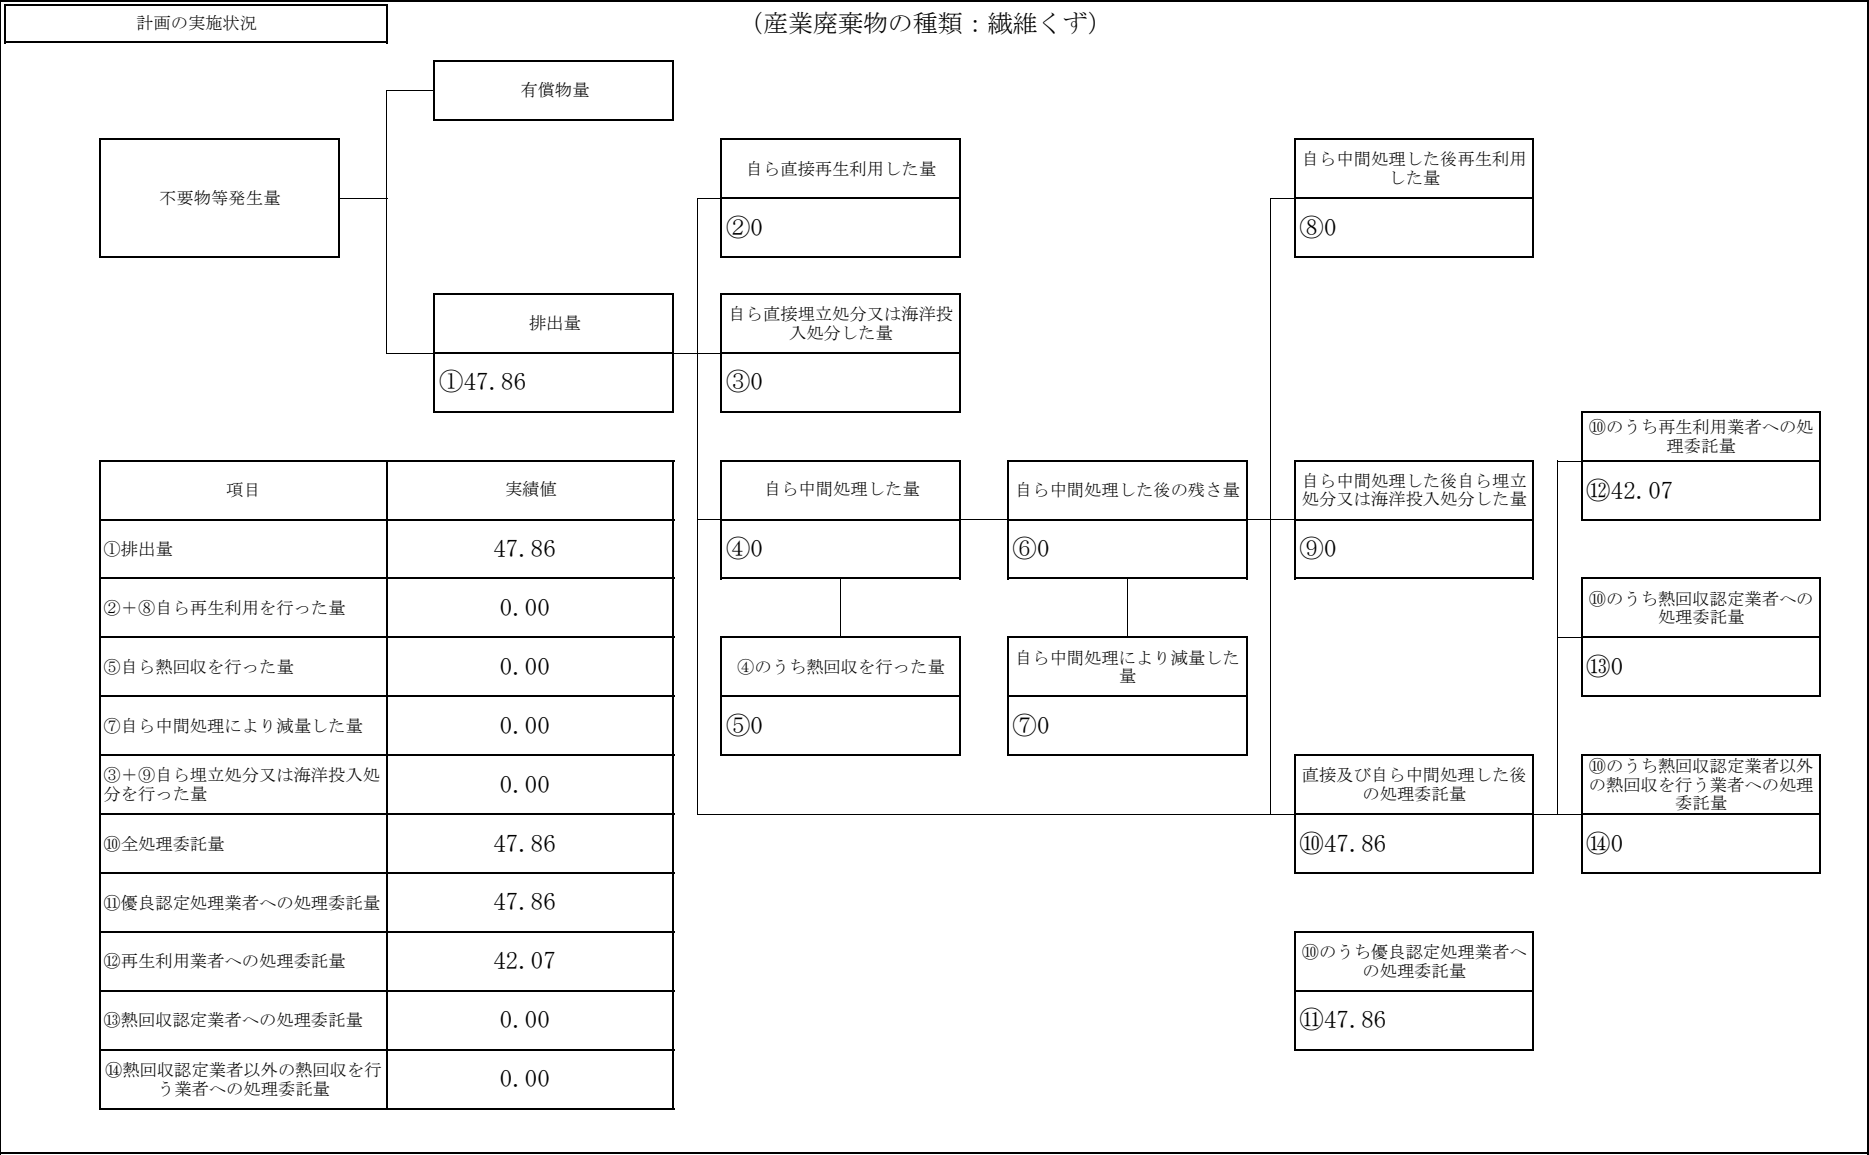 計画の実施状況
（産業廃棄物の種類：繊維くず）
有償物量
不要物等発生量
自ら直接再生利用した量
②0
自ら中間処理した後再生利用
した量
⑧0
排出量
①47.86
自ら直接埋立処分又は海洋投
入処分した量
③0
⑩のうち再生利用業者への処
理委託量
⑫42.07
自ら中間処理した量
④0
自ら中間処理した後の残さ量
⑥0
自ら中間処理した後自ら埋立
処分又は海洋投入処分した量
⑨0
⑩のうち熱回収認定業者への
処理委託量
⑬0
④のうち熱回収を行った量
⑤0
自ら中間処理により減量した
量
⑦0
直接及び自ら中間処理した後
の処理委託量
⑩47.86
⑩のうち熱回収認定業者以外
の熱回収を行う業者への処理
委託量
⑭0
⑩のうち優良認定処理業者へ
の処理委託量
⑪47.86
項目 実績値
①排出量 47.86
②＋⑧自ら再生利用を行った量 0.00
⑤自ら熱回収を行った量 0.00
⑦自ら中間処理により減量した量 0.00
③＋⑨自ら埋立処分又は海洋投入処
分を行った量 0.00
⑩全処理委託量 47.86
⑪優良認定処理業者への処理委託量 47.86
⑫再生利用業者への処理委託量 42.07
⑬熱回収認定業者への処理委託量 0.00
⑭熱回収認定業者以外の熱回収を行
う業者への処理委託量 0.00